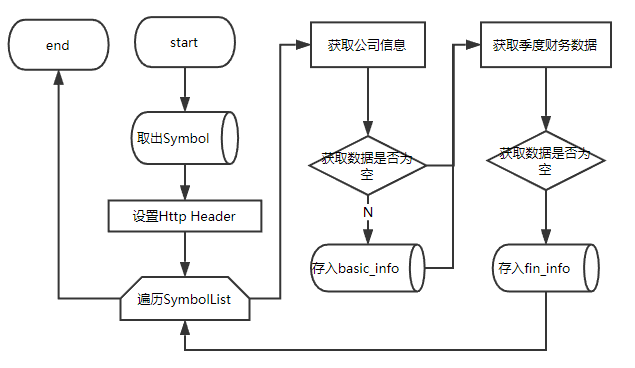 end
start
取出Symbol
设置Http Header
遍历SymbolList
获取公司信息
获取数据是否为
空
N
存入basic_info
获取季度财务数据
获取数据是否为
空
存入fin_info